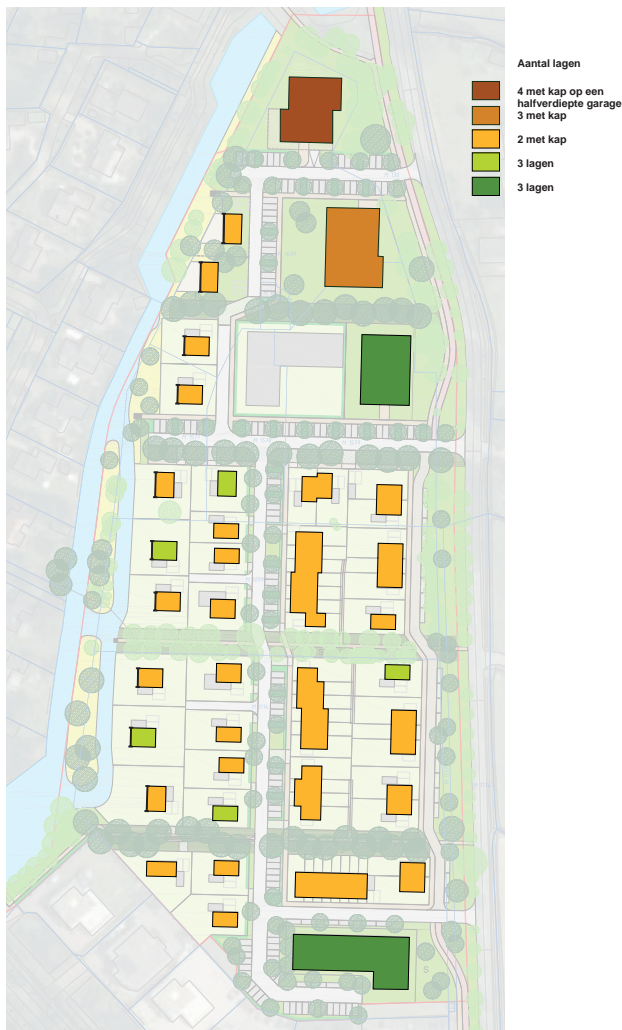 Aantal lagen
4 met kap op een
halfverdiepte garage
3 met kap
2 met kap
3 lagen
3 lagen
S